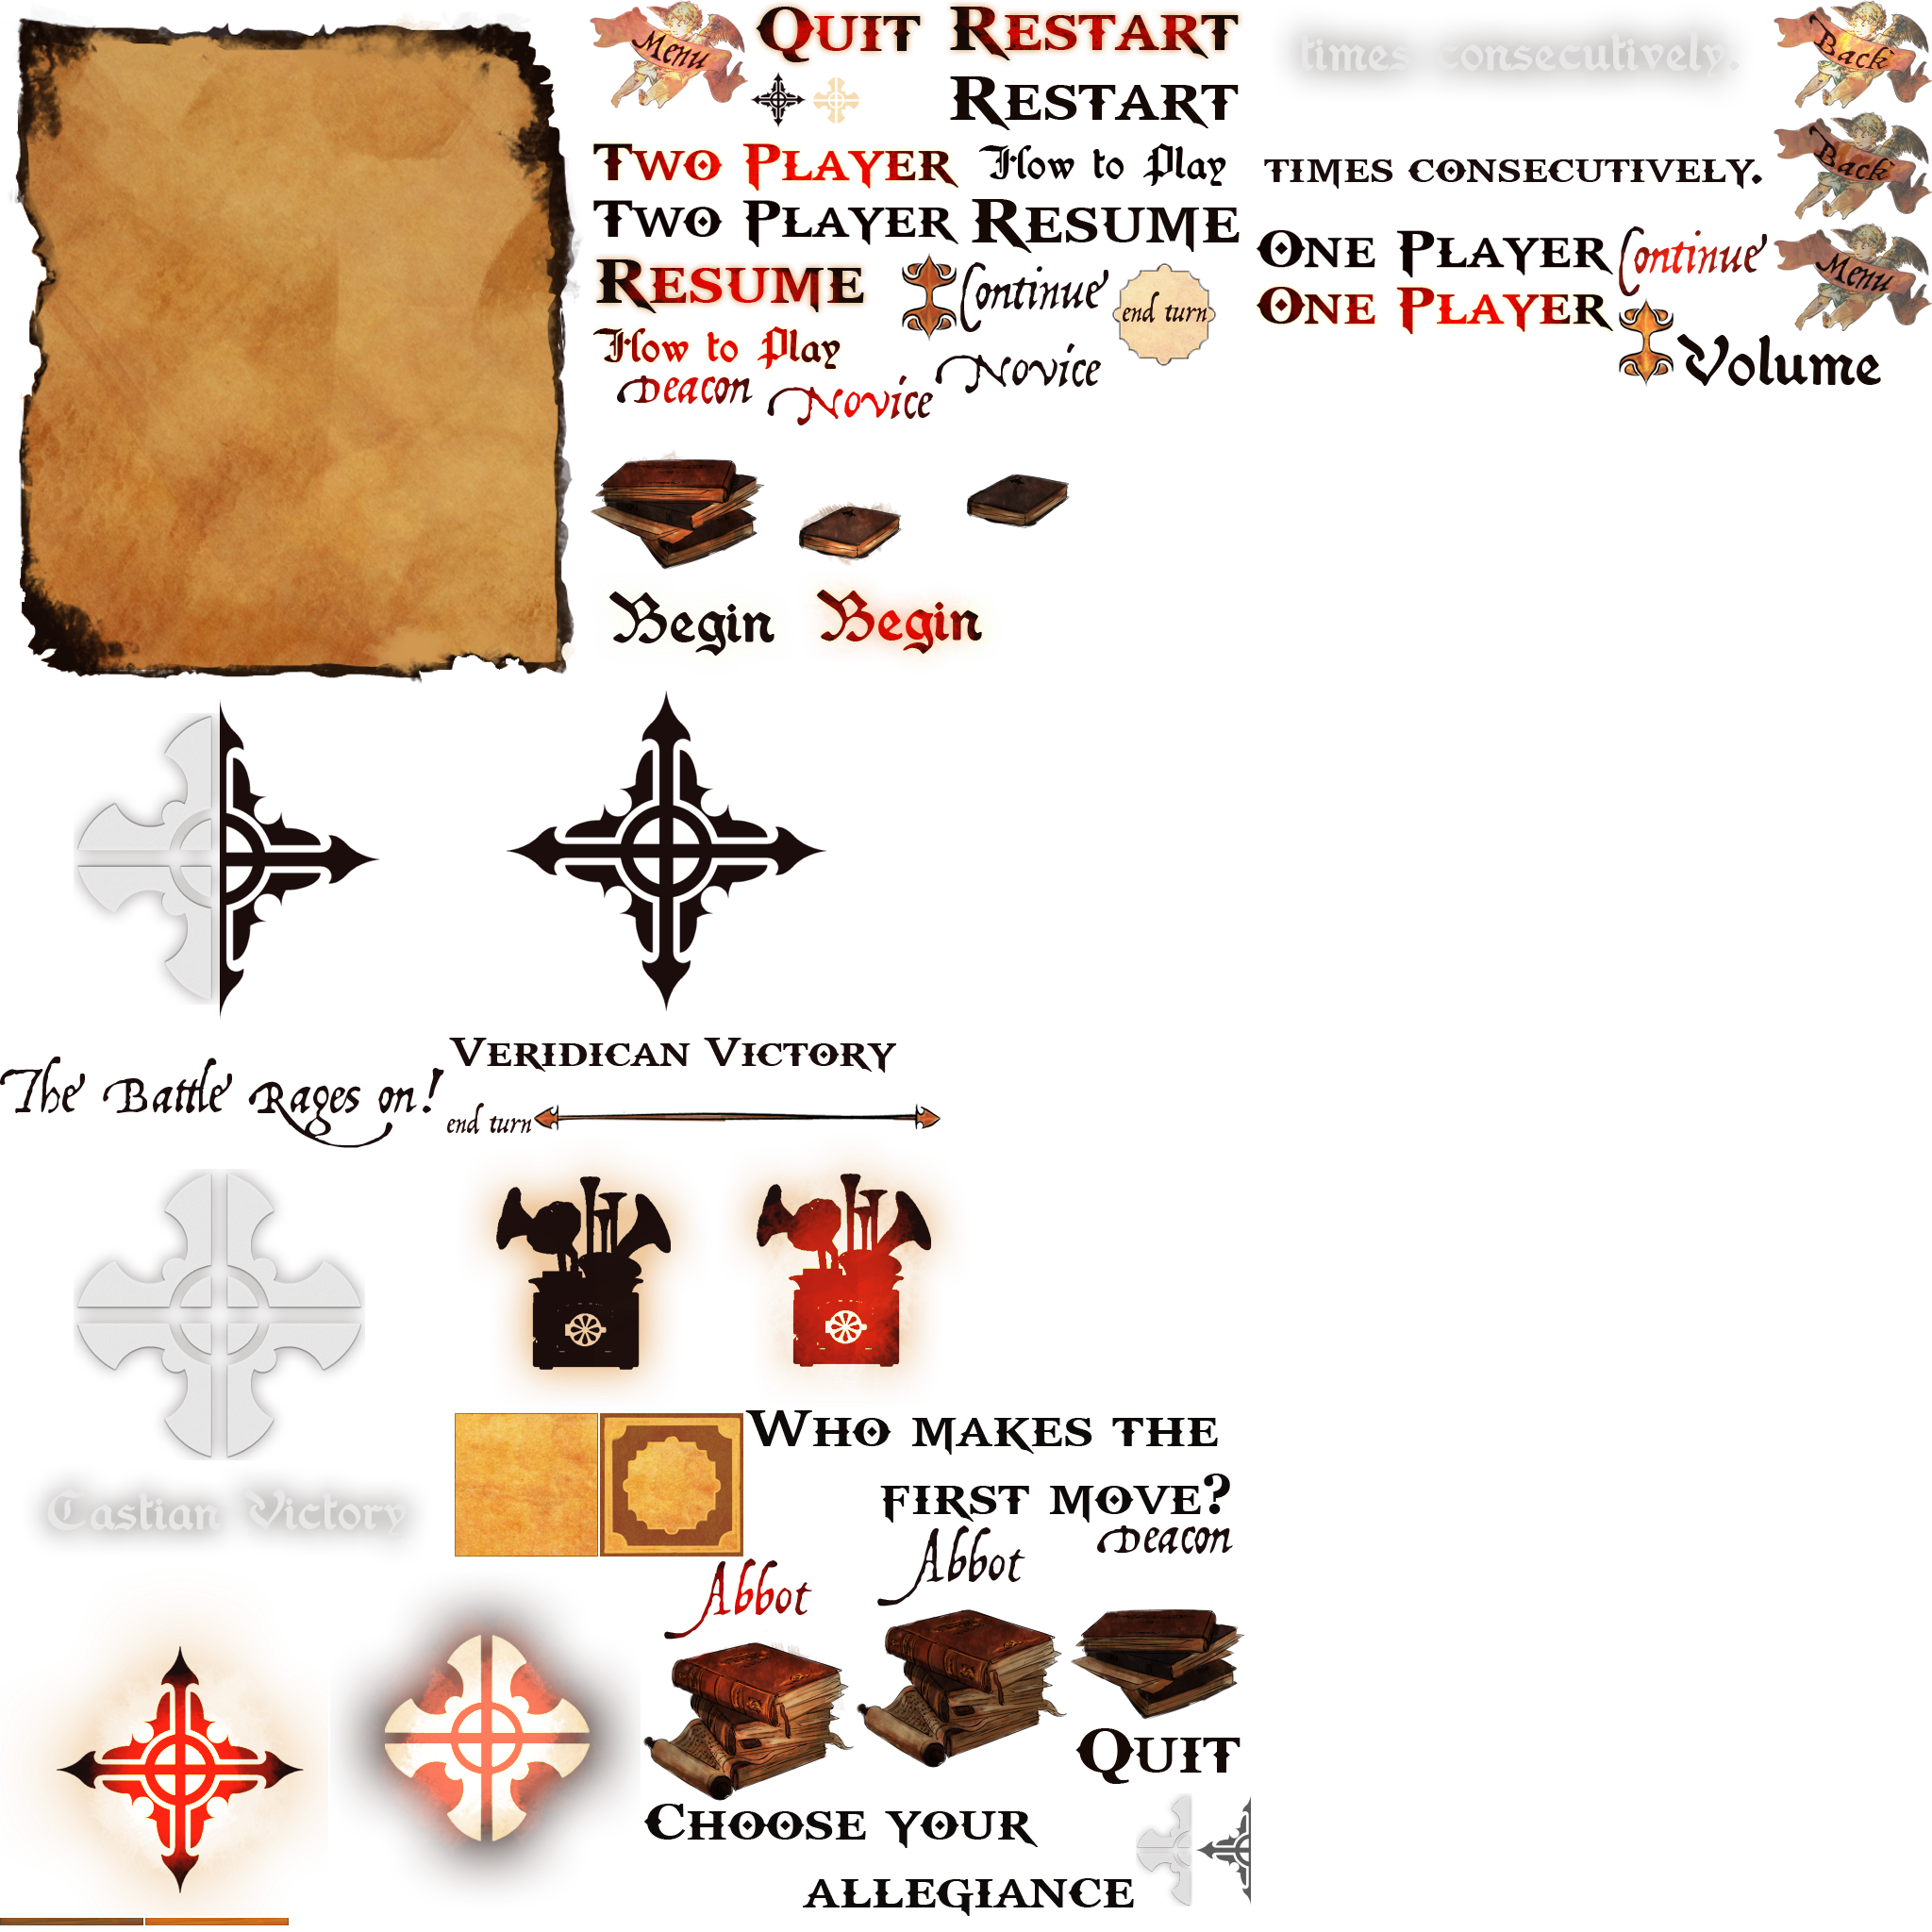 Menu
Quit
Restart
times consecutively.
Back
Restart
Two Player
How to Play
times consecutively.
Back
Two Player
Resume
One Player
Continue
Menu
Resume
Continue
end turn
One Player
How to Play
Novice
Volume
Deacon
Novice
Begin
Begin
Veridican Victory
The Battle Rages on!
end turn
Who makes the
first move?
Castian Victory
Abbot
Deacon
Abbot
Quit
Choose your
allegiance